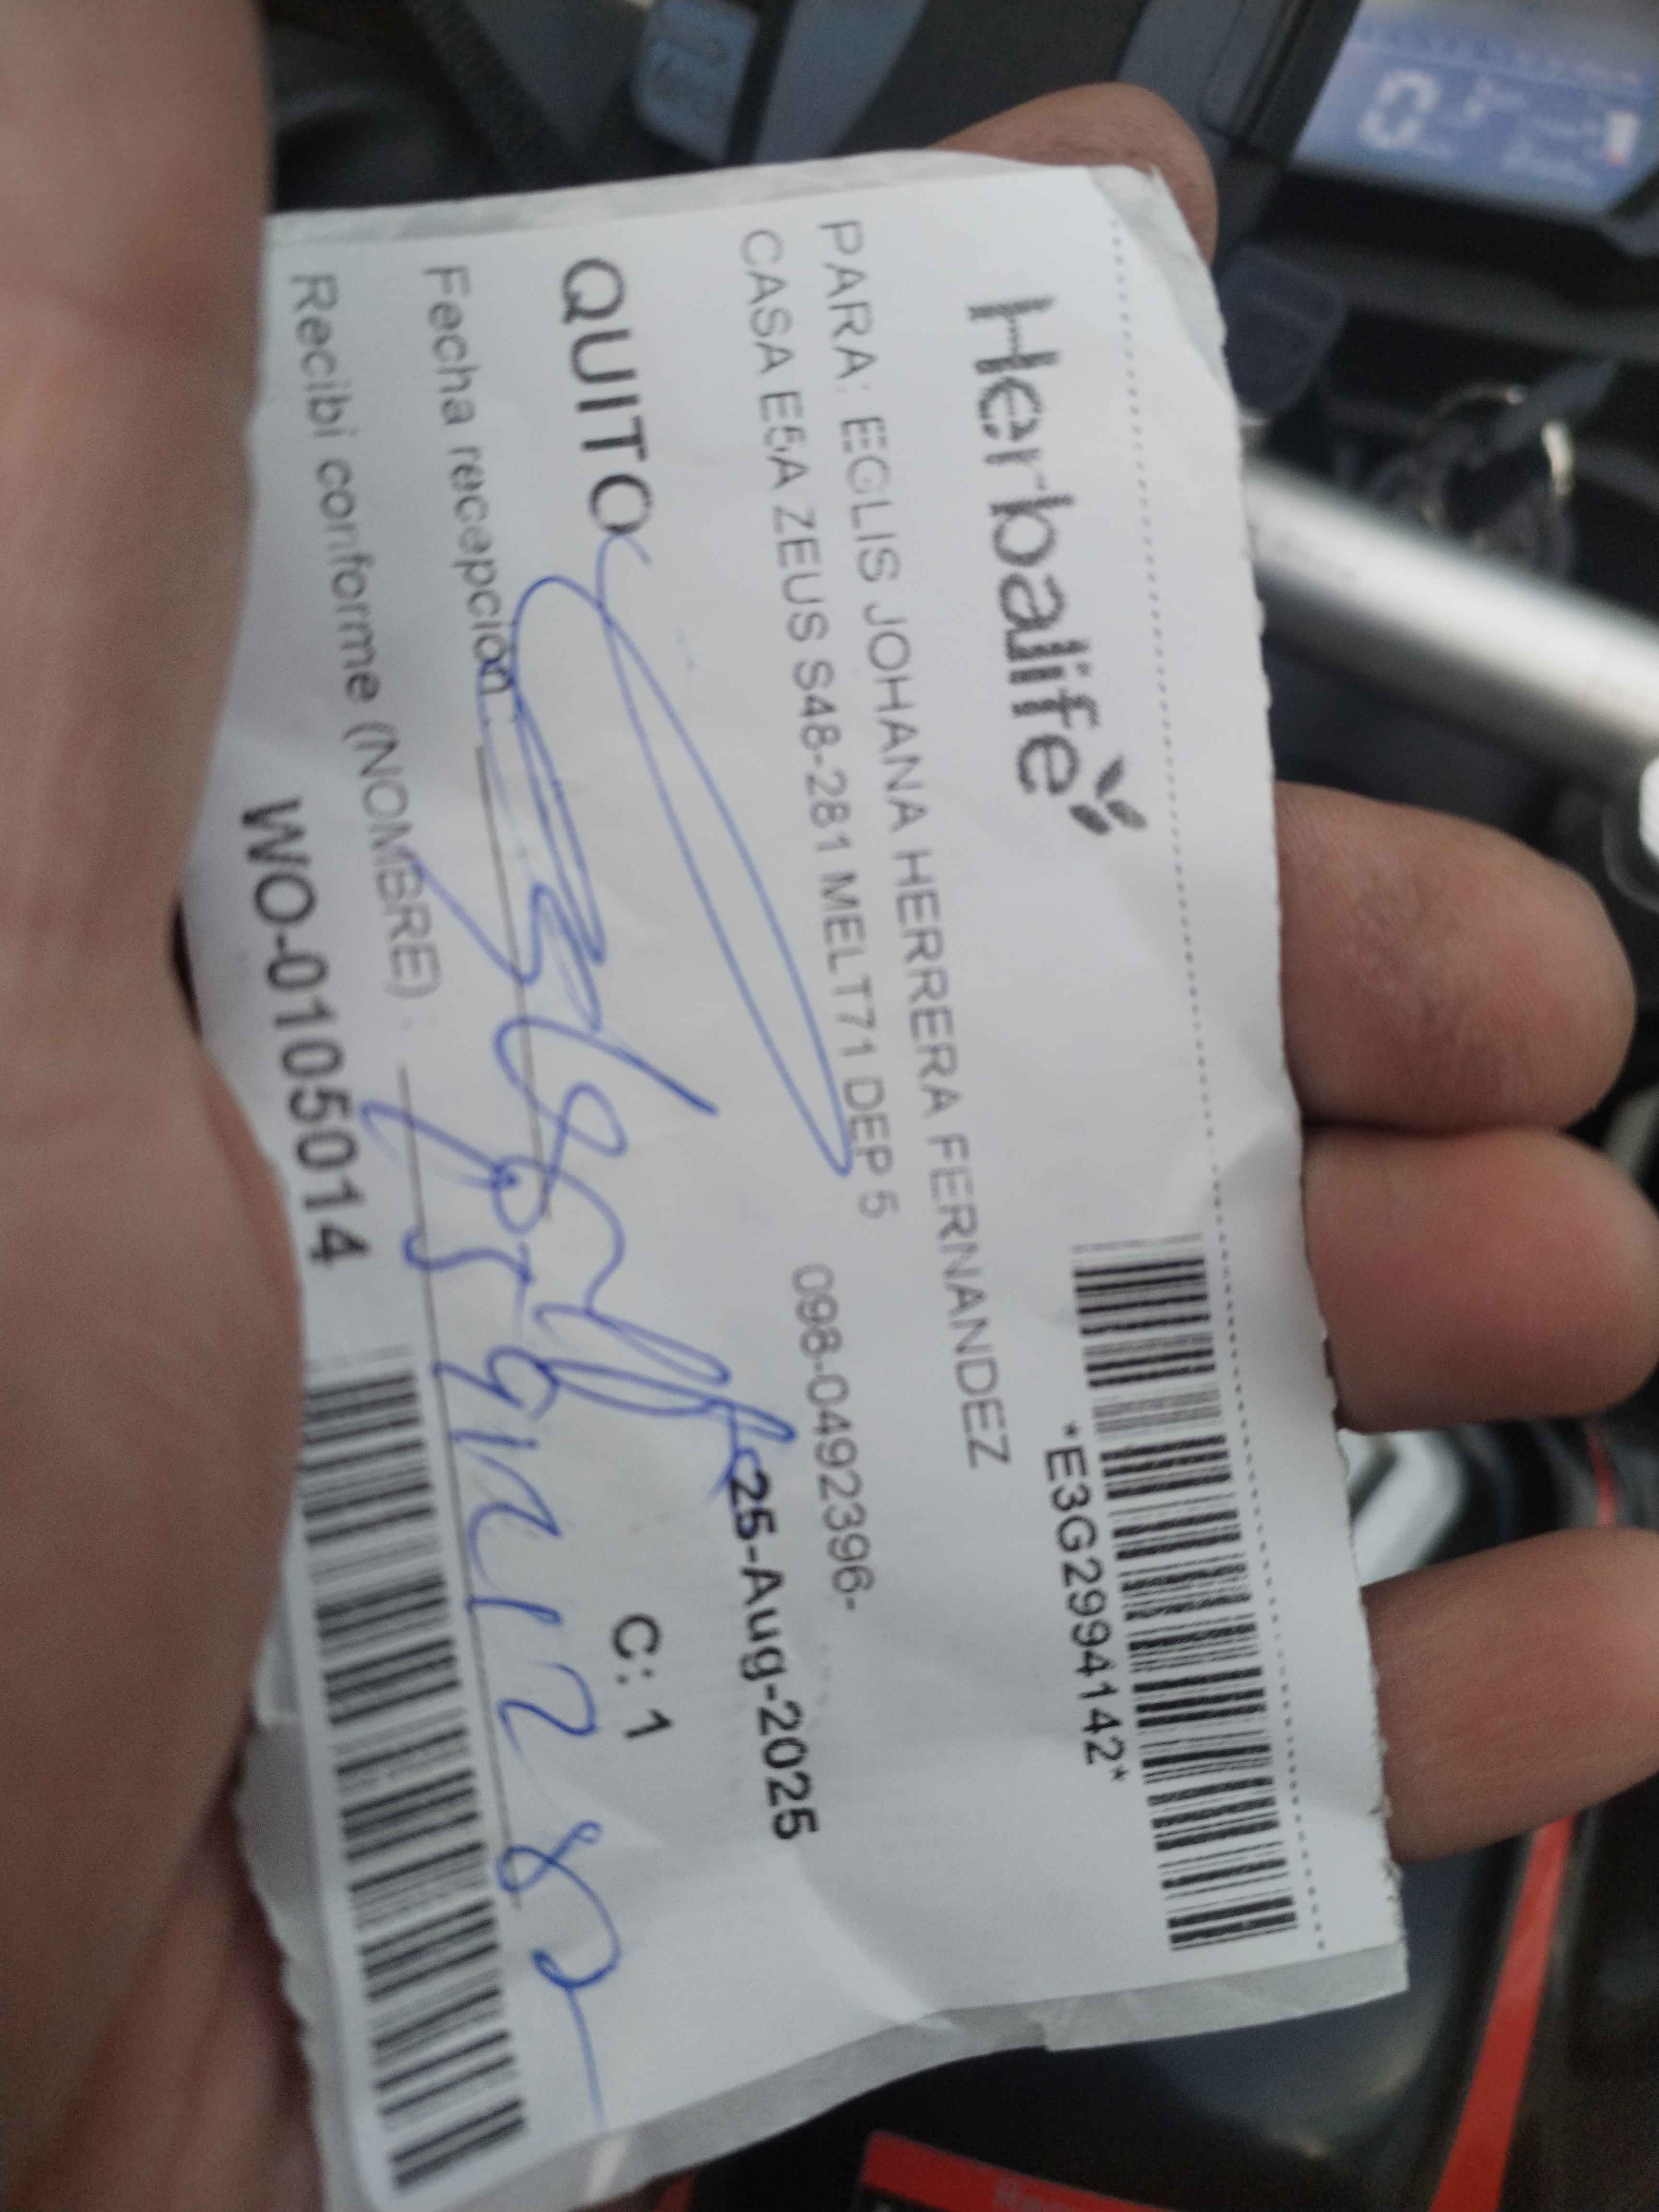 Herbalife
*E3G2994142*
PARA: EGLIS JOHANA HERRERA FERNANDEZ
CASA E5A ZEUS S48-281 MELT71 DEP 5
098-0492396-
25-Aug-2025
QUITO
C: 1
Fecha recepción :
Recibi conforme (NOMBRE) :
WO-0105014